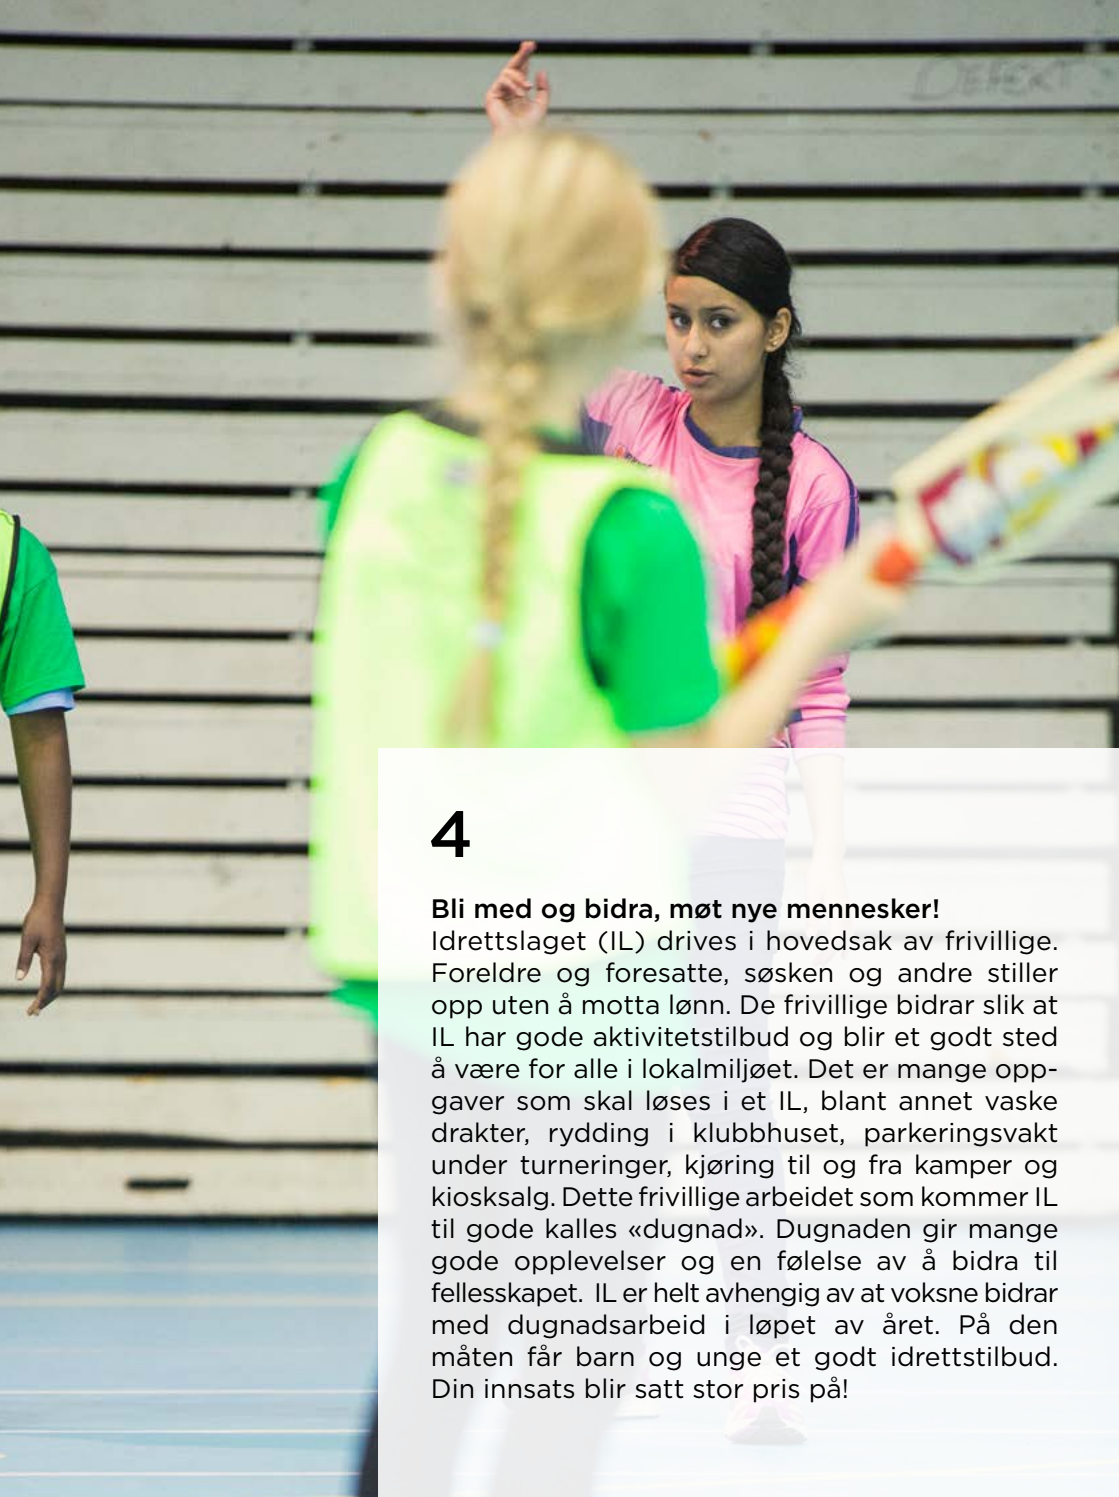 DEFEKT
4
Bli med og bidra, møt nye mennesker!
Idrettslaget (IL) drives i hovedsak av frivillige.
Foreldre og foresatte, søsken og andre stiller
opp uten å motta lønn. De frivillige bidrar slik at
IL har gode aktivitetstilbud og blir et godt sted
å være for alle i lokalmiljøet. Det er mange opp-
gaver som skal løses i et IL, blant annet vaske
drakter, rydding i klubbhuset, parkeringsvakt
under turneringer, kjøring til og fra kamper og
kiosksalg. Dette frivillige arbeidet som kommer IL
til gode kalles «dugnad». Dugnaden gir mange
gode opplevelser og en følelse av å bidra til
fellesskapet. IL er helt avhengig av at voksne bidrar
med dugnadsarbeid i løpet av året. På den
måten får barn og unge et godt idrettstilbud.
Din innsats blir satt stor pris på!